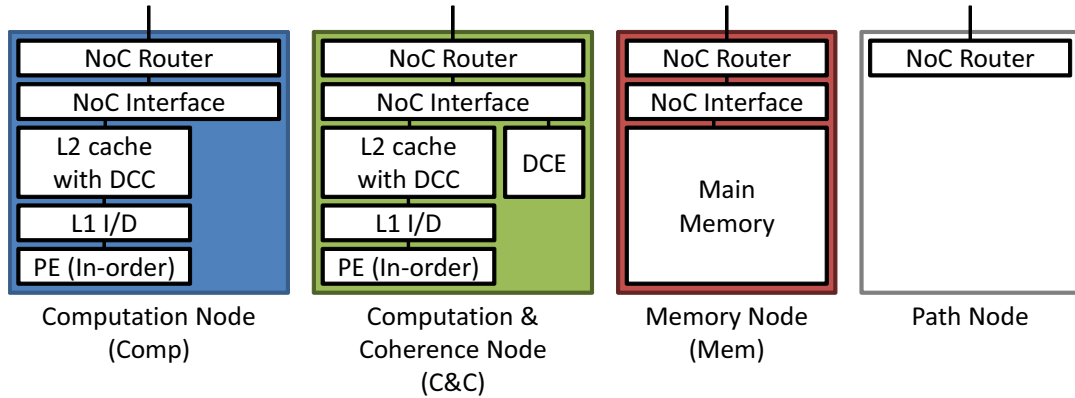 NoC Router
NoC Interface
L2 cache
with DCC
L1 I/D
PE (In-order)
Computation Node
(Comp)
NoC Router
NoC Interface
L2 cache
with DCC
DCE
L1 I/D
PE (In-order)
Computation &
Coherence Node
(C&C)
NoC Router
NoC Interface
Main
Memory
Memory Node
(Mem)
NoC Router
Path Node